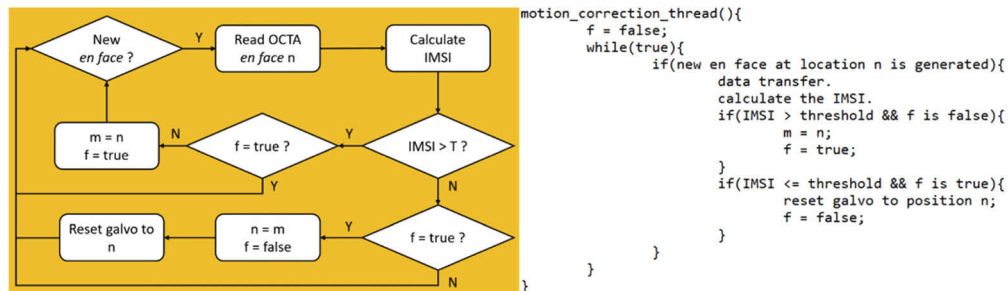 New
en face ?
Y
Read OCTA
en face n
Calculate
IMSI
m = n
f = true
N
f = true ?
Y
IMSI > T ?
Y
N
Reset galvo to
n
n = m
f = false
Y
f = true ?
N
motion_correction_thread(){
f = false;
while(true){
if(new en face at location n is generated){
data transfer.
calculate the IMSI.
if(IMSI > threshold && f is false){
m = n;
f = true;
}
if(IMSI <= threshold && f is true){
reset galvo to position n;
f = false;
}
}
}
}